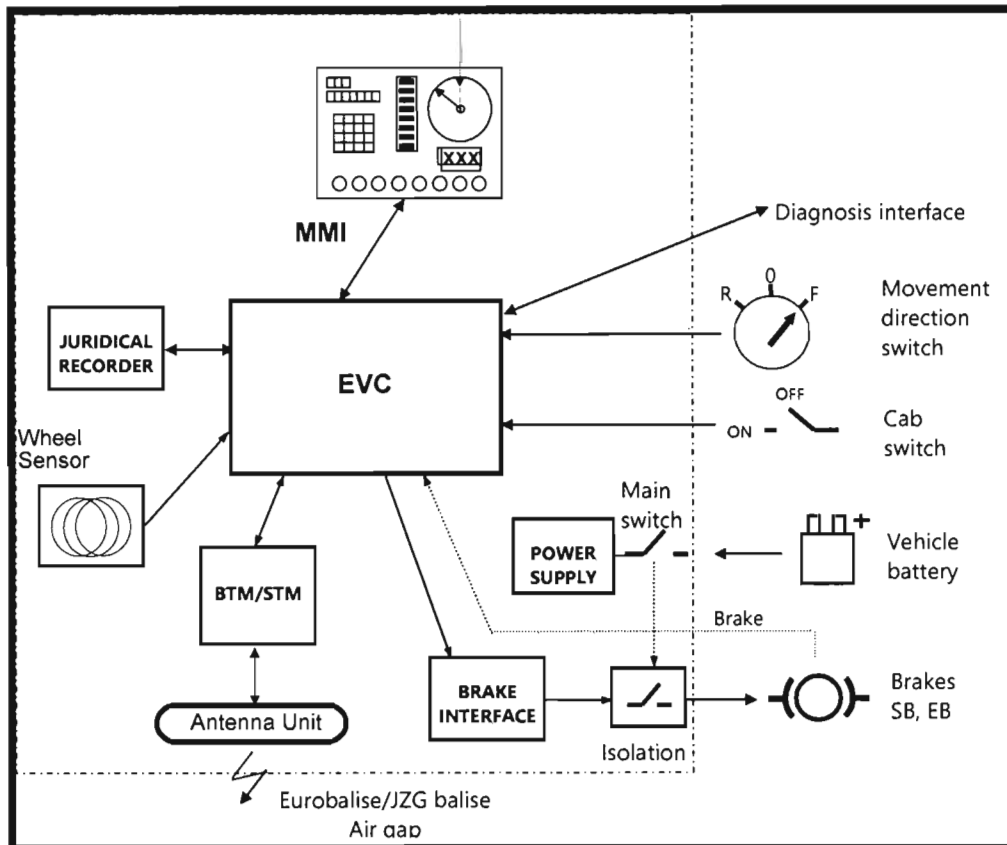 XXX
MMI
Diagnosis interface
R
0
F
Movement
direction
switch
JURIDICAL
RECORDER
EVC
OFF
ON
Cab
switch
Wheel
Sensor
Main
switch
POWER
SUPPLY
+
Vehicle
battery
BTM/STM
Brake
BRAKE
INTERFACE
Brakes
SB, EB
Antenna Unit
Isolation
Eurobalise/JZG balise
Air gap